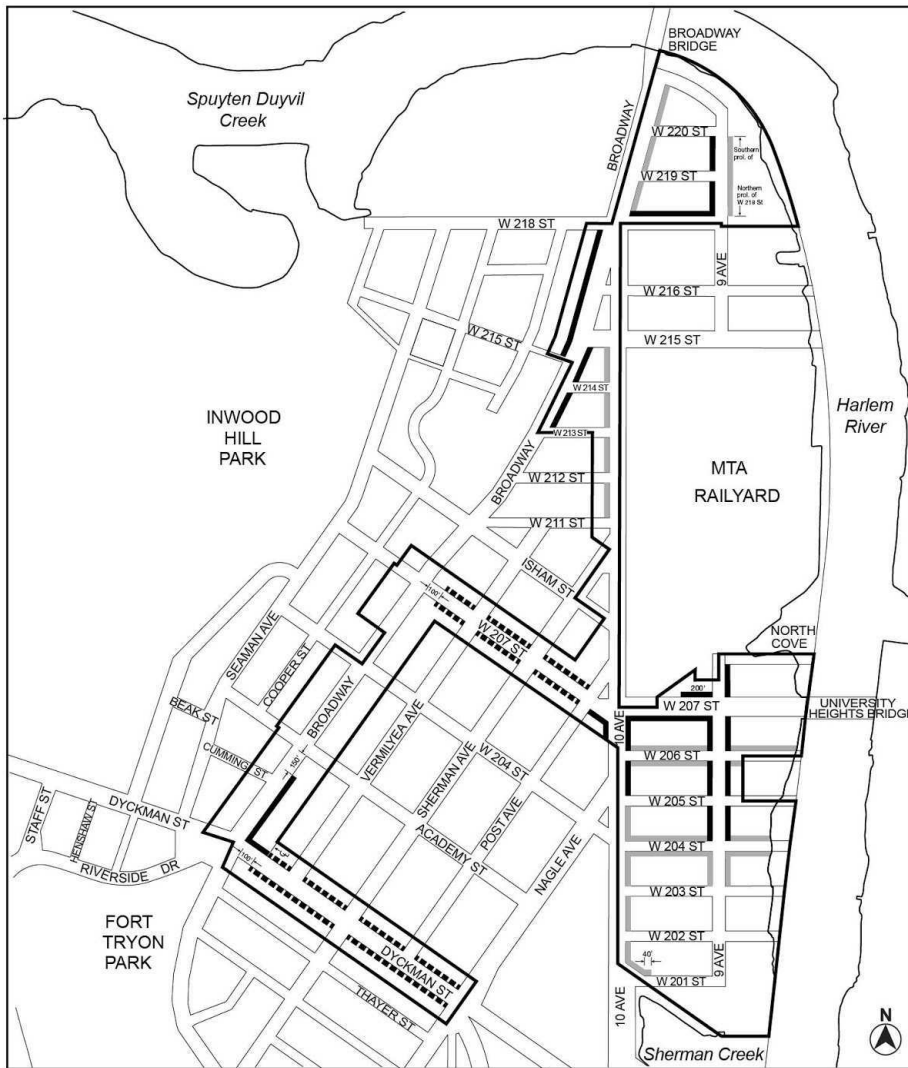 BROADWAY
BRIDGE
Spuyten Duyvil
Creek
BROADWAY
W 220 ST
Southern
prol. of
W 219 ST
Northern
prol. of
W 219 St
W 218 ST
9 AVE
W 216 ST
W 215 ST
W 215 ST
W 214 ST
Harlem
River
INWOOD
HILL
PARK
W 213 ST
BROADWAY
MTA
RAILYARD
W 212 ST
W 211 ST
ISHAM ST
100'
W 207 ST
NORTH
COVE
SEAMAN AVE
COOPER ST
BROADWAY
200'
W 207 ST
UNIVERSITY
HEIGHTS BRIDGE
BEAK ST
VERMILYEA AVE
10 AVE
CUMMING ST
150'
SHERMAN AVE
W 204 ST
W 206 ST
W 205 ST
DYCKMAN ST
STAFF ST
HENSHAW ST
ACADEMY ST
POST AVE
NAGLE AVE
W 204 ST
RIVERSIDE DR
100'
W 203 ST
FORT
TRYON
PARK
W 202 ST
DYCKMAN ST
40'
9 AVE
W 201 ST
THAYER ST
10 AVE
N
Sherman Creek